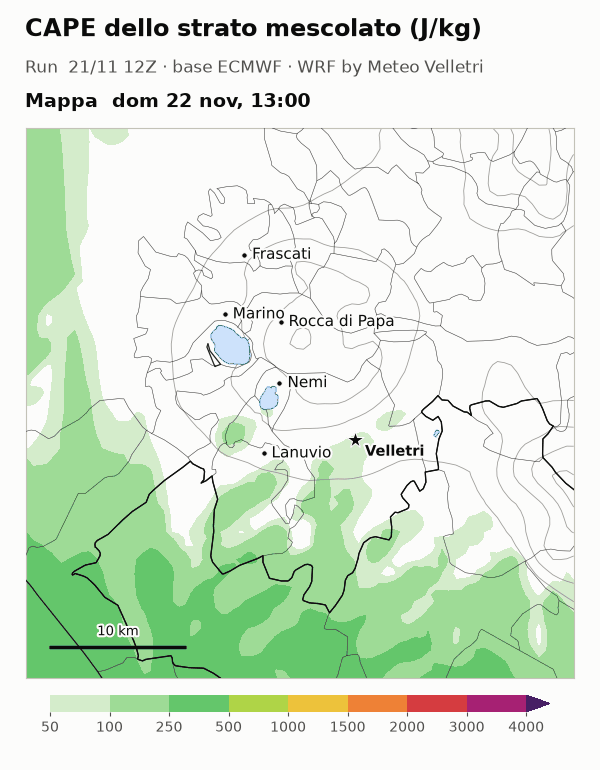 CAPE dello strato mescolato (J/kg)
Run  21/11 12Z · base ECMWF · WRF by Meteo Velletri
Mappa  dom 22 nov, 13:00
Frascati
Marino
Rocca di Papa
Nemi
Velletri
Lanuvio
10 km
50 100 250 500 1000 1500 2000 3000 4000